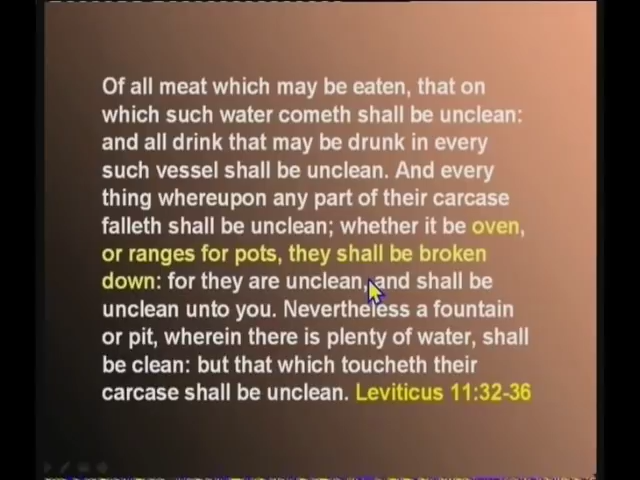 Of all meat which may be eaten, that on
which such water cometh shall be unclean:
and all drink that may be drunk in every
such vessel shall be unclean. And every
thing whereupon any part of their carcase
falleth shall be unclean; whether it be oven,
or ranges for pots, they shall be broken
down: for they are unclean, and shall be
unclean unto you. Nevertheless a fountain
or pit, wherein there is plenty of water, shall
be clean: but that which toucheth their
carcase shall be unclean. Leviticus 11:32-36